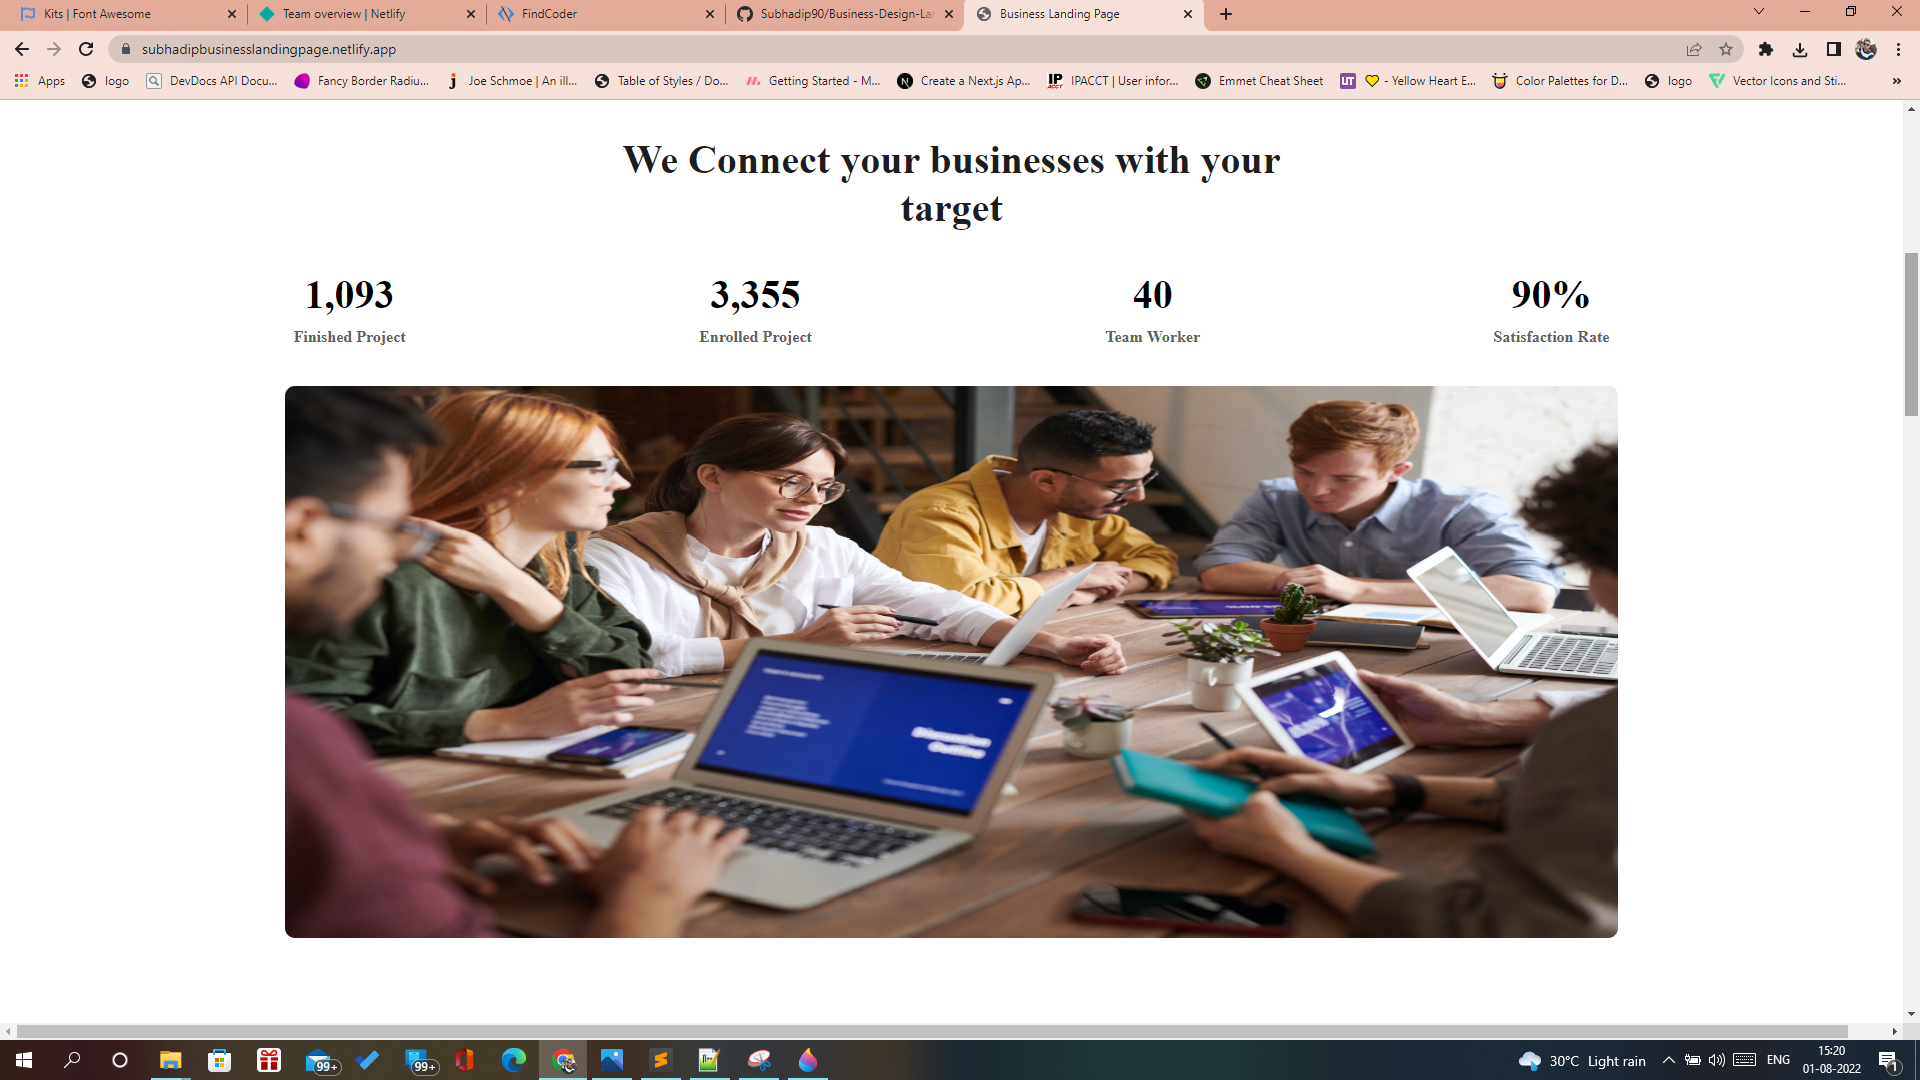 Kits | Font Awesome
Team overview | Netlify
FindCoder
Subhadip90/Business-Design-La
Business Landing Page
subhadipbusinesslandingpage.netlify.app
Apps
logo
DevDocs API Docu...
Fancy Border Radiu...
Joe Schmoe | An ill...
Table of Styles / Do...
Getting Started - M...
Create a Next.js Ap...
IPACCT | User infor...
Emmet Cheat Sheet
- Yellow Heart E...
Color Palettes for D...
logo
Vector Icons and Sti...
We Connect your businesses with your
target
1,093
3,355
40
90%
Finished Project
Enrolled Project
Team Worker
Satisfaction Rate
Discussion
Outline
99+
99+
30°C Light rain
ENG
15:20
01-08-2022
1